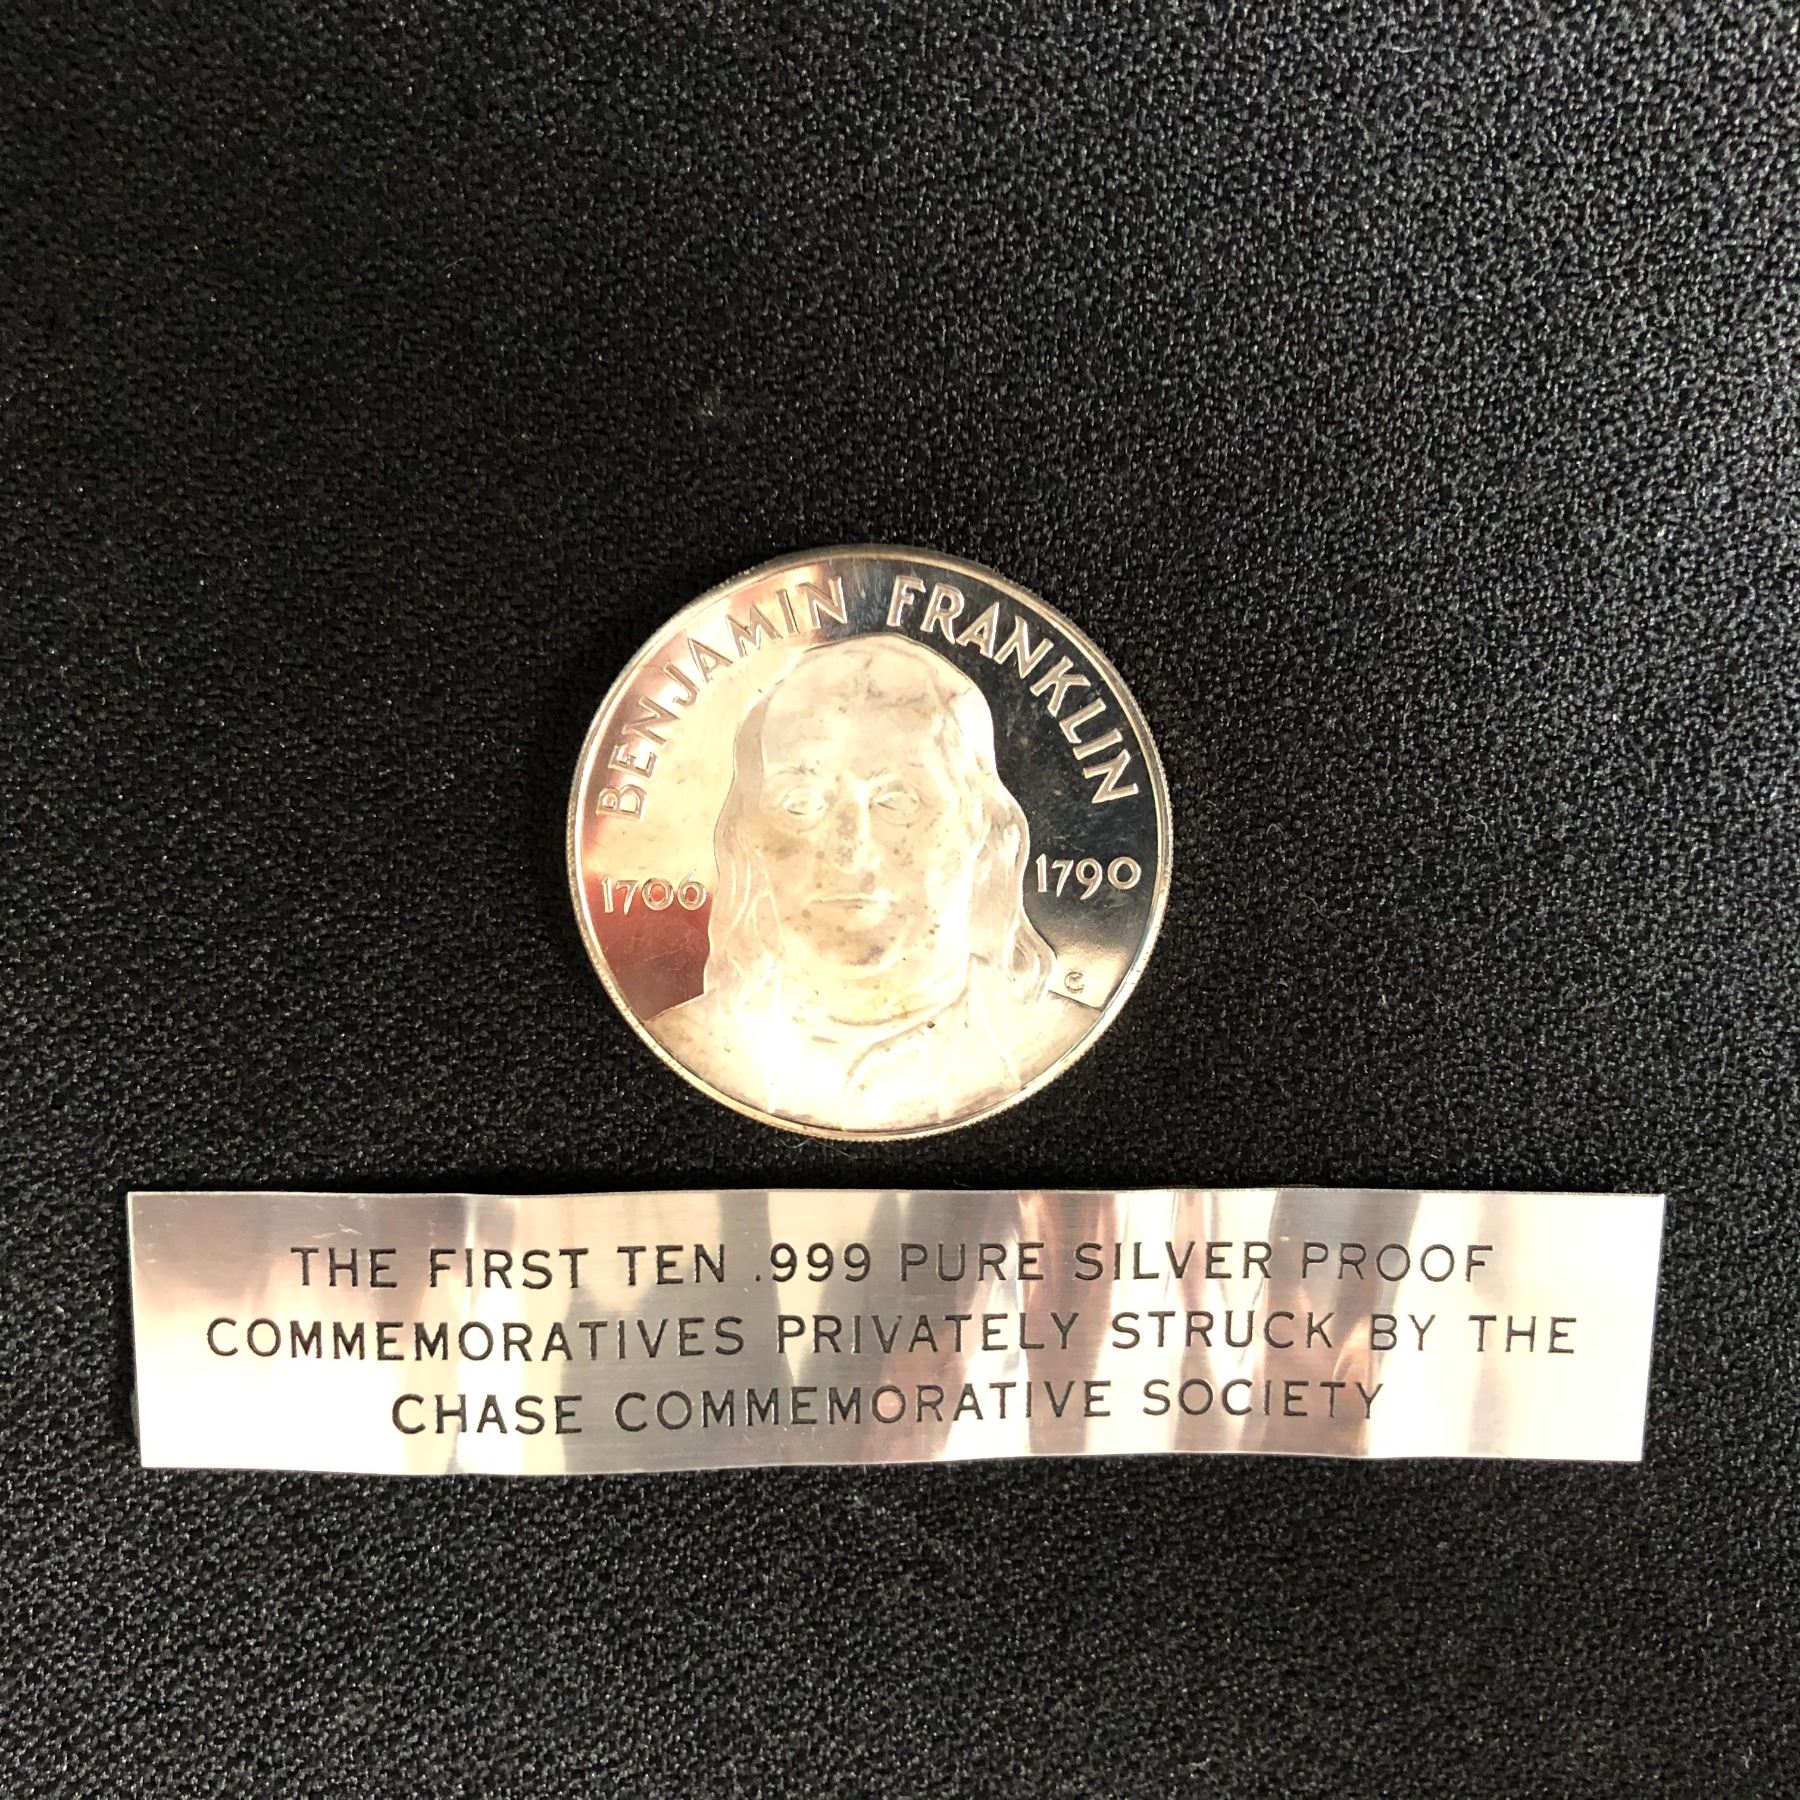 BENJAMIN FRANKLIN
1706 1790
C
THE FIRST TEN .999 PURE SILVER PROOF
COMMEMORATIVES PRIVATELY STRUCK BY THE
CHASE COMMEMORATIVE SOCIETY